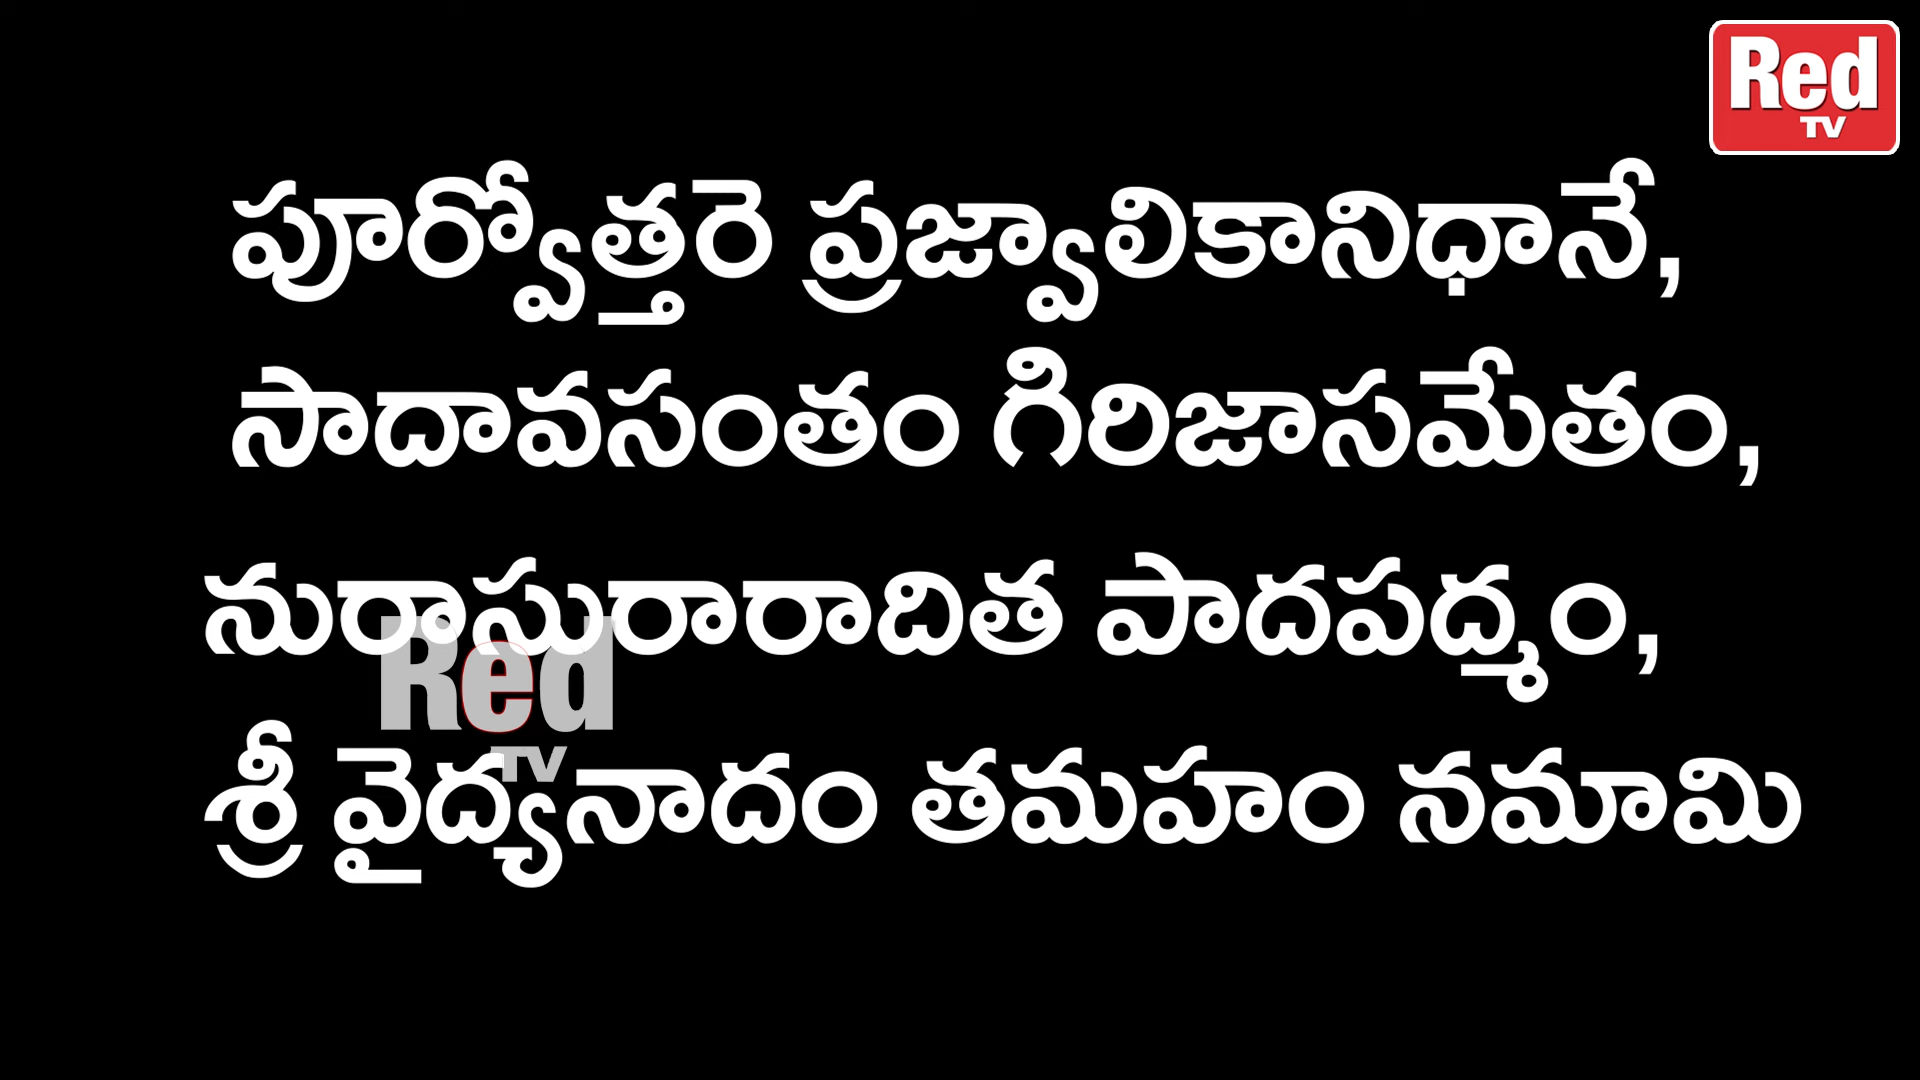 Red
TV
పూర్వోత్తరె ప్రజ్వాలికానిధానే,
సాదావసంతం గిరిజాసమేతం,
నురాసురారాదిత పాదపద్మం,
Red
TV
శ్రీ వైద్యనాదం తమహం నమామి